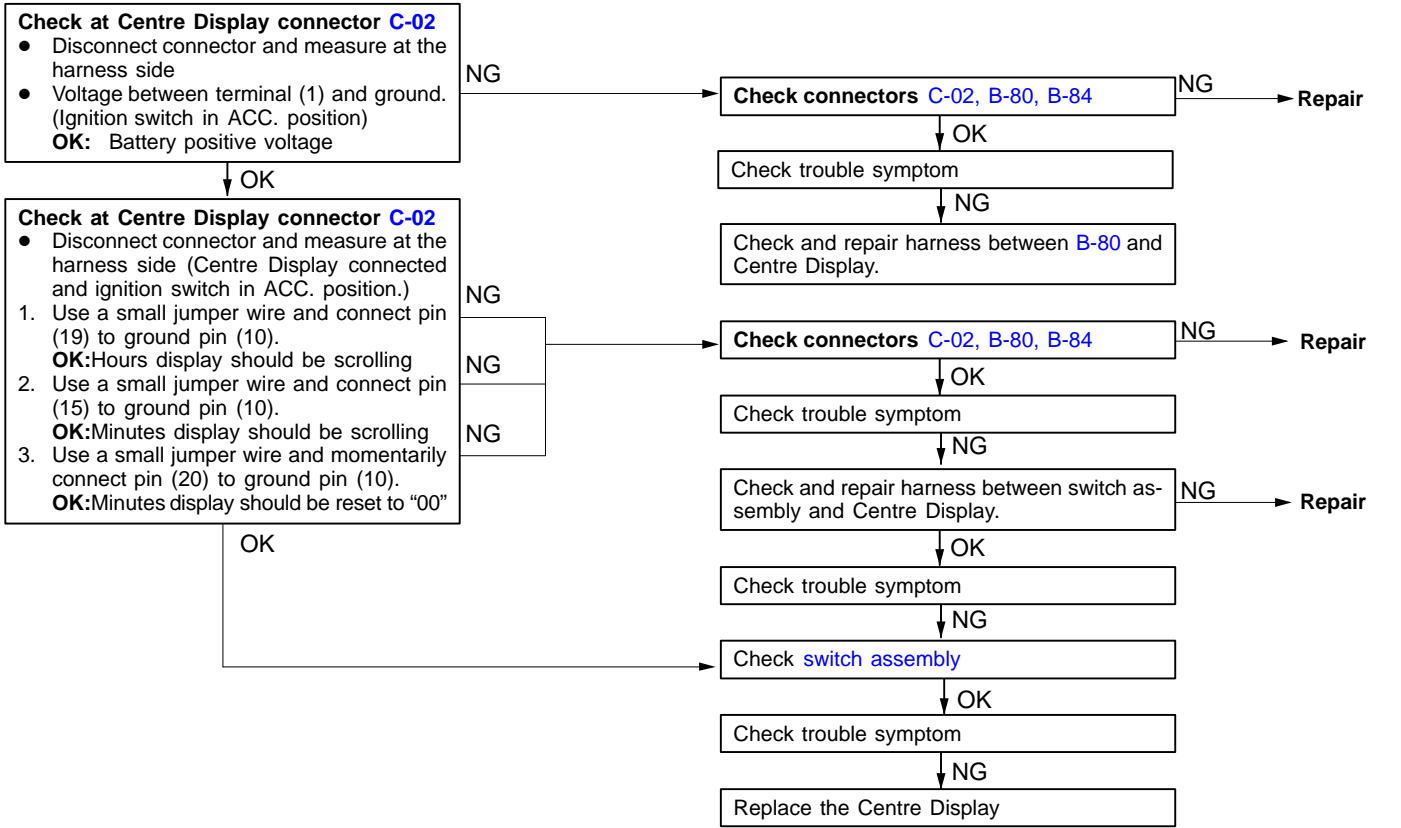 Check at Centre Display connector C-02
● Disconnect connector and measure at the
harness side
● Voltage between terminal (1) and ground.
(Ignition switch in ACC. position)
OK: Battery positive voltage
NG
Check connectors C-02, B-80, B-84
NG
Repair
OK
Check trouble symptom
NG
Check and repair harness between B-80 and
Centre Display.
OK
Check at Centre Display connector C-02
● Disconnect connector and measure at the
harness side (Centre Display connected
and ignition switch in ACC. position.)
1. Use a small jumper wire and connect pin
(19) to ground pin (10).
OK:Hours display should be scrolling
2. Use a small jumper wire and connect pin
(15) to ground pin (10).
OK:Minutes display should be scrolling
3. Use a small jumper wire and momentarily
connect pin (20) to ground pin (10).
OK:Minutes display should be reset to “00”
NG
NG
NG
OK
Check connectors C-02, B-80, B-84
NG
Repair
OK
Check trouble symptom
NG
Check and repair harness between switch as-
sembly and Centre Display.
NG
Repair
OK
Check trouble symptom
NG
Check switch assembly
OK
Check trouble symptom
NG
Replace the Centre Display